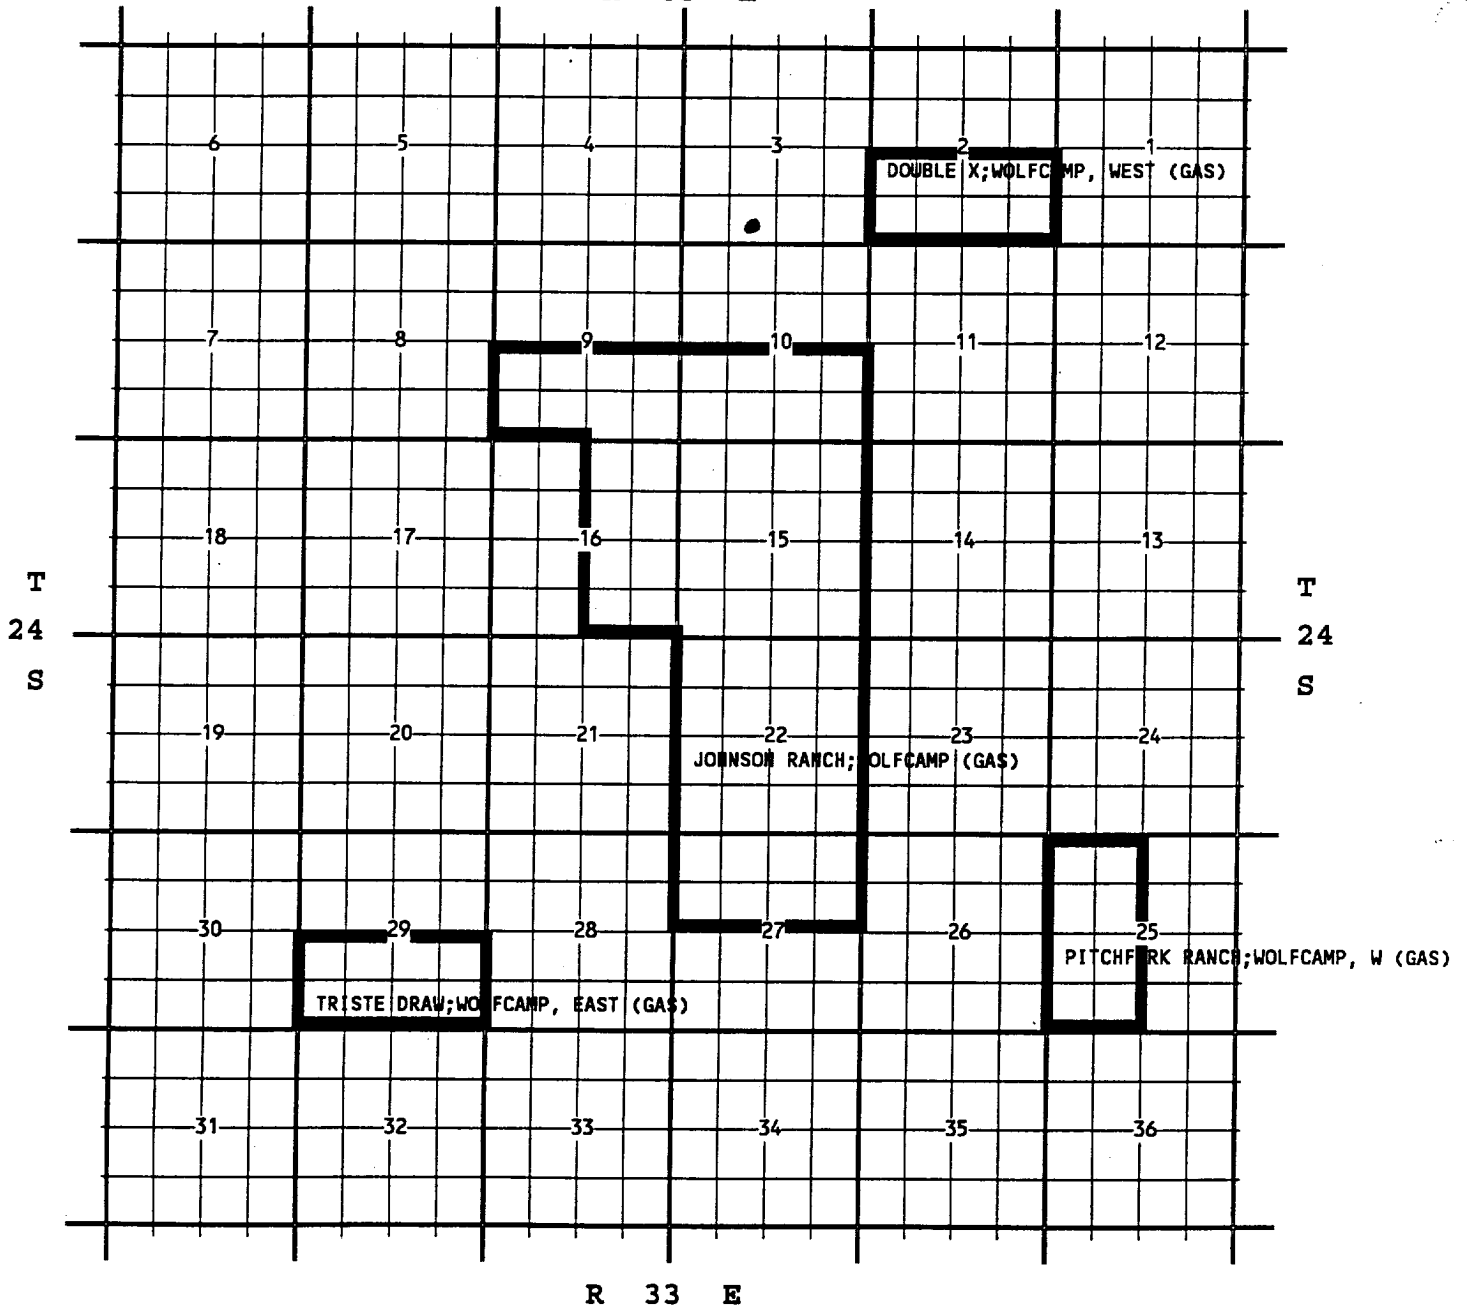 6 5 4 3 2 1
DOUBLE X;WOLFCAMP, WEST (GAS)
7 8 9 10 11 12
18 17 16 15 14 13
T T
24 24
S S
19 20 21 22 23 24
JOHNSON RANCH;WOLFCAMP (GAS)
30 29 28 27 26 25
PITCHFORK RANCH;WOLFCAMP, W (GAS)
TRISTE DRAW;WOLFCAMP, EAST (GAS)
31 32 33 34 35 36
R 33 E